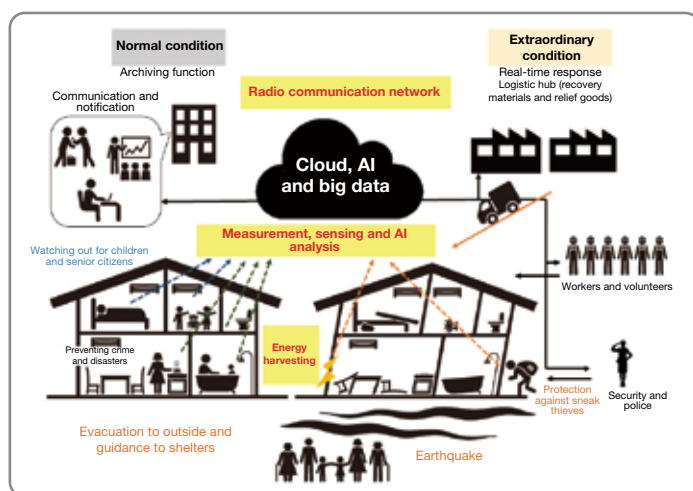 Normal condition
Archiving function
Communication and
notification
Radio communication network
Extraordinary
condition
Real-time response
Logistic hub (recovery
materials and relief goods)
Cloud, AI
and big data
Measurement, sensing and AI
analysis
Watching out for children
and senior citizens
Workers and volunteers
Preventing crime
and disasters
Energy
harvesting
Protection
against sneak
thieves
Security and
police
Evacuation to outside and
guidance to shelters
Earthquake